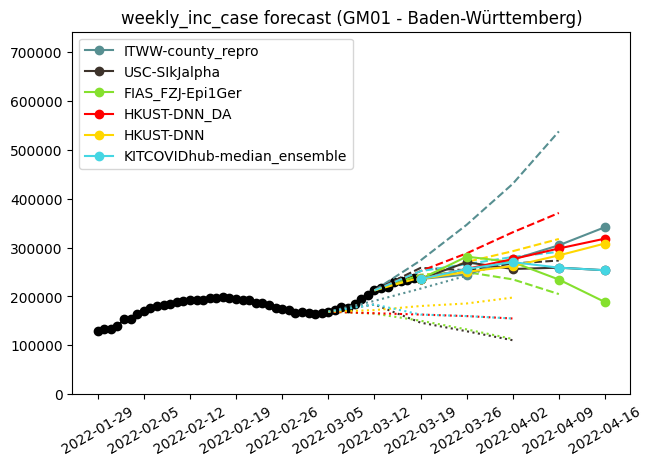 weekly_inc_case forecast (GM01 - Baden-Württemberg)
700000
600000
500000
400000
300000
200000
100000
0
ITWW-county_repro
USC-SIkJalpha
FIAS_FZJ-Epi1Ger
HKUST-DNN_DA
HKUST-DNN
KITCOVIDhub-median_ensemble
2022-01-29
2022-02-05
2022-02-12
2022-02-19
2022-02-26
2022-03-05
2022-03-12
2022-03-19
2022-03-26
2022-04-02
2022-04-09
2022-04-16